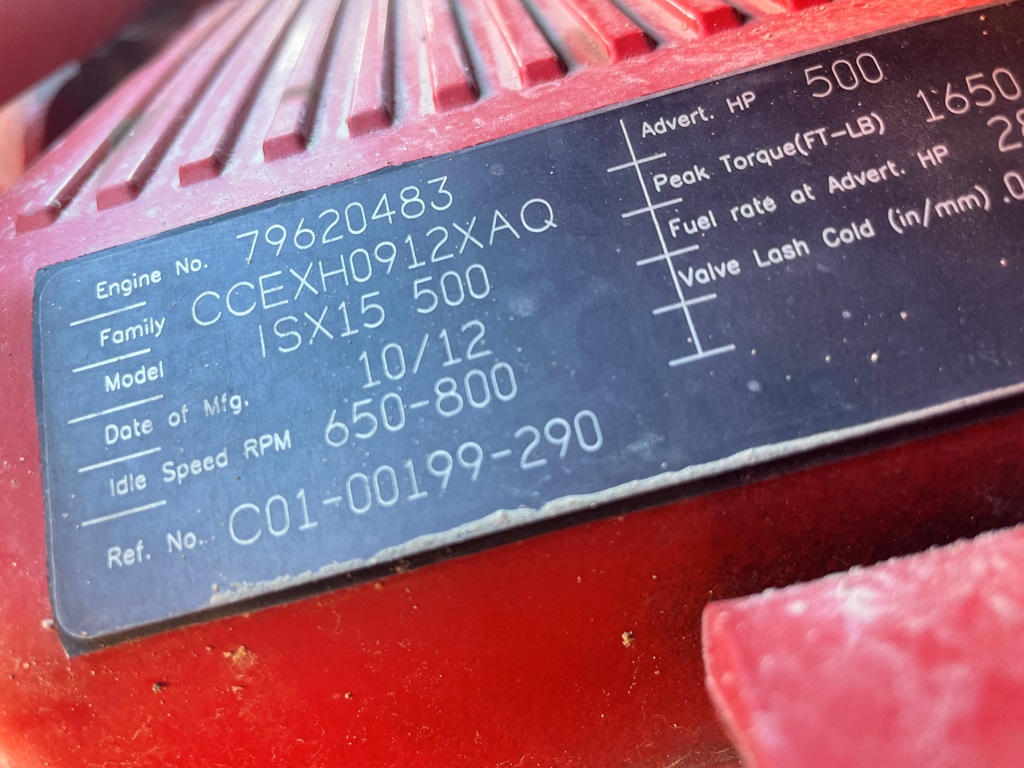 Engine No. 79620483
Family CCEXH0912XAQ
Model ISX15 500
Date of Mfg. 10/12
Idle Speed RPM 650-800
Ref. No. C01-00199-290
Advert. HP 500
Peak Torque(FT-LB) 1650
Fuel rate at Advert. HP
Valve Lash Cold (in/mm)